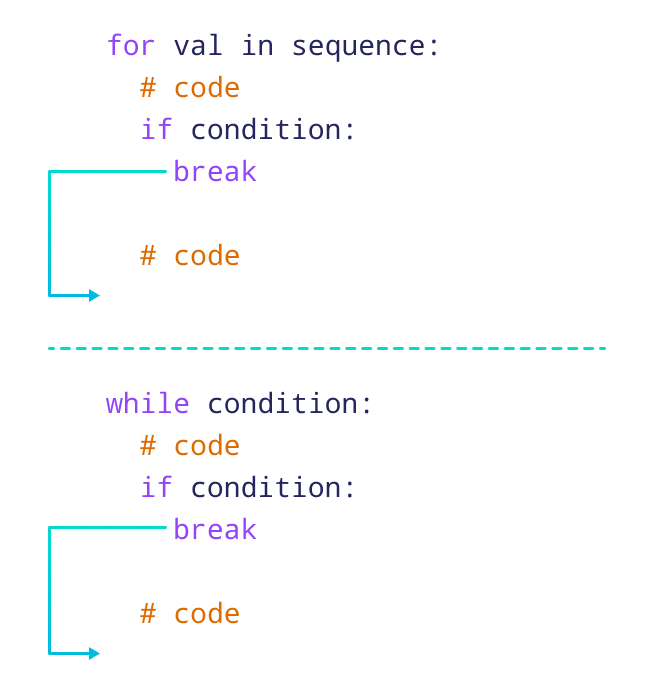 for val in sequence:
# code
if condition:
break
# code
while condition:
# code
if condition:
break
# code